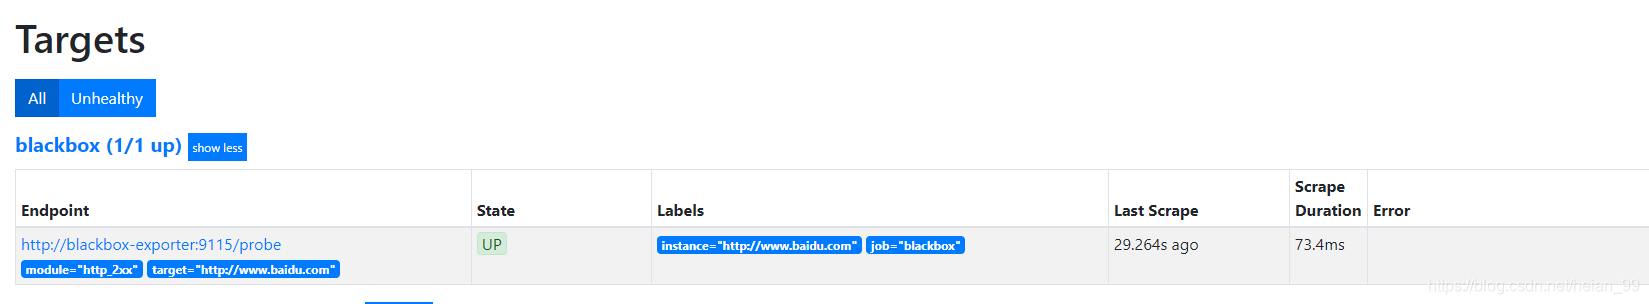 Targets
All Unhealthy
blackbox (1/1 up) show less
Endpoint State Labels Last Scrape Scrape Duration Error
http://blackbox-exporter:9115/probe UP instance="http://www.baidu.com" job="blackbox" 29.264s ago 73.4ms
module="http_2xx" target="http://www.baidu.com"
https://blog.csdn.net/hefan_99